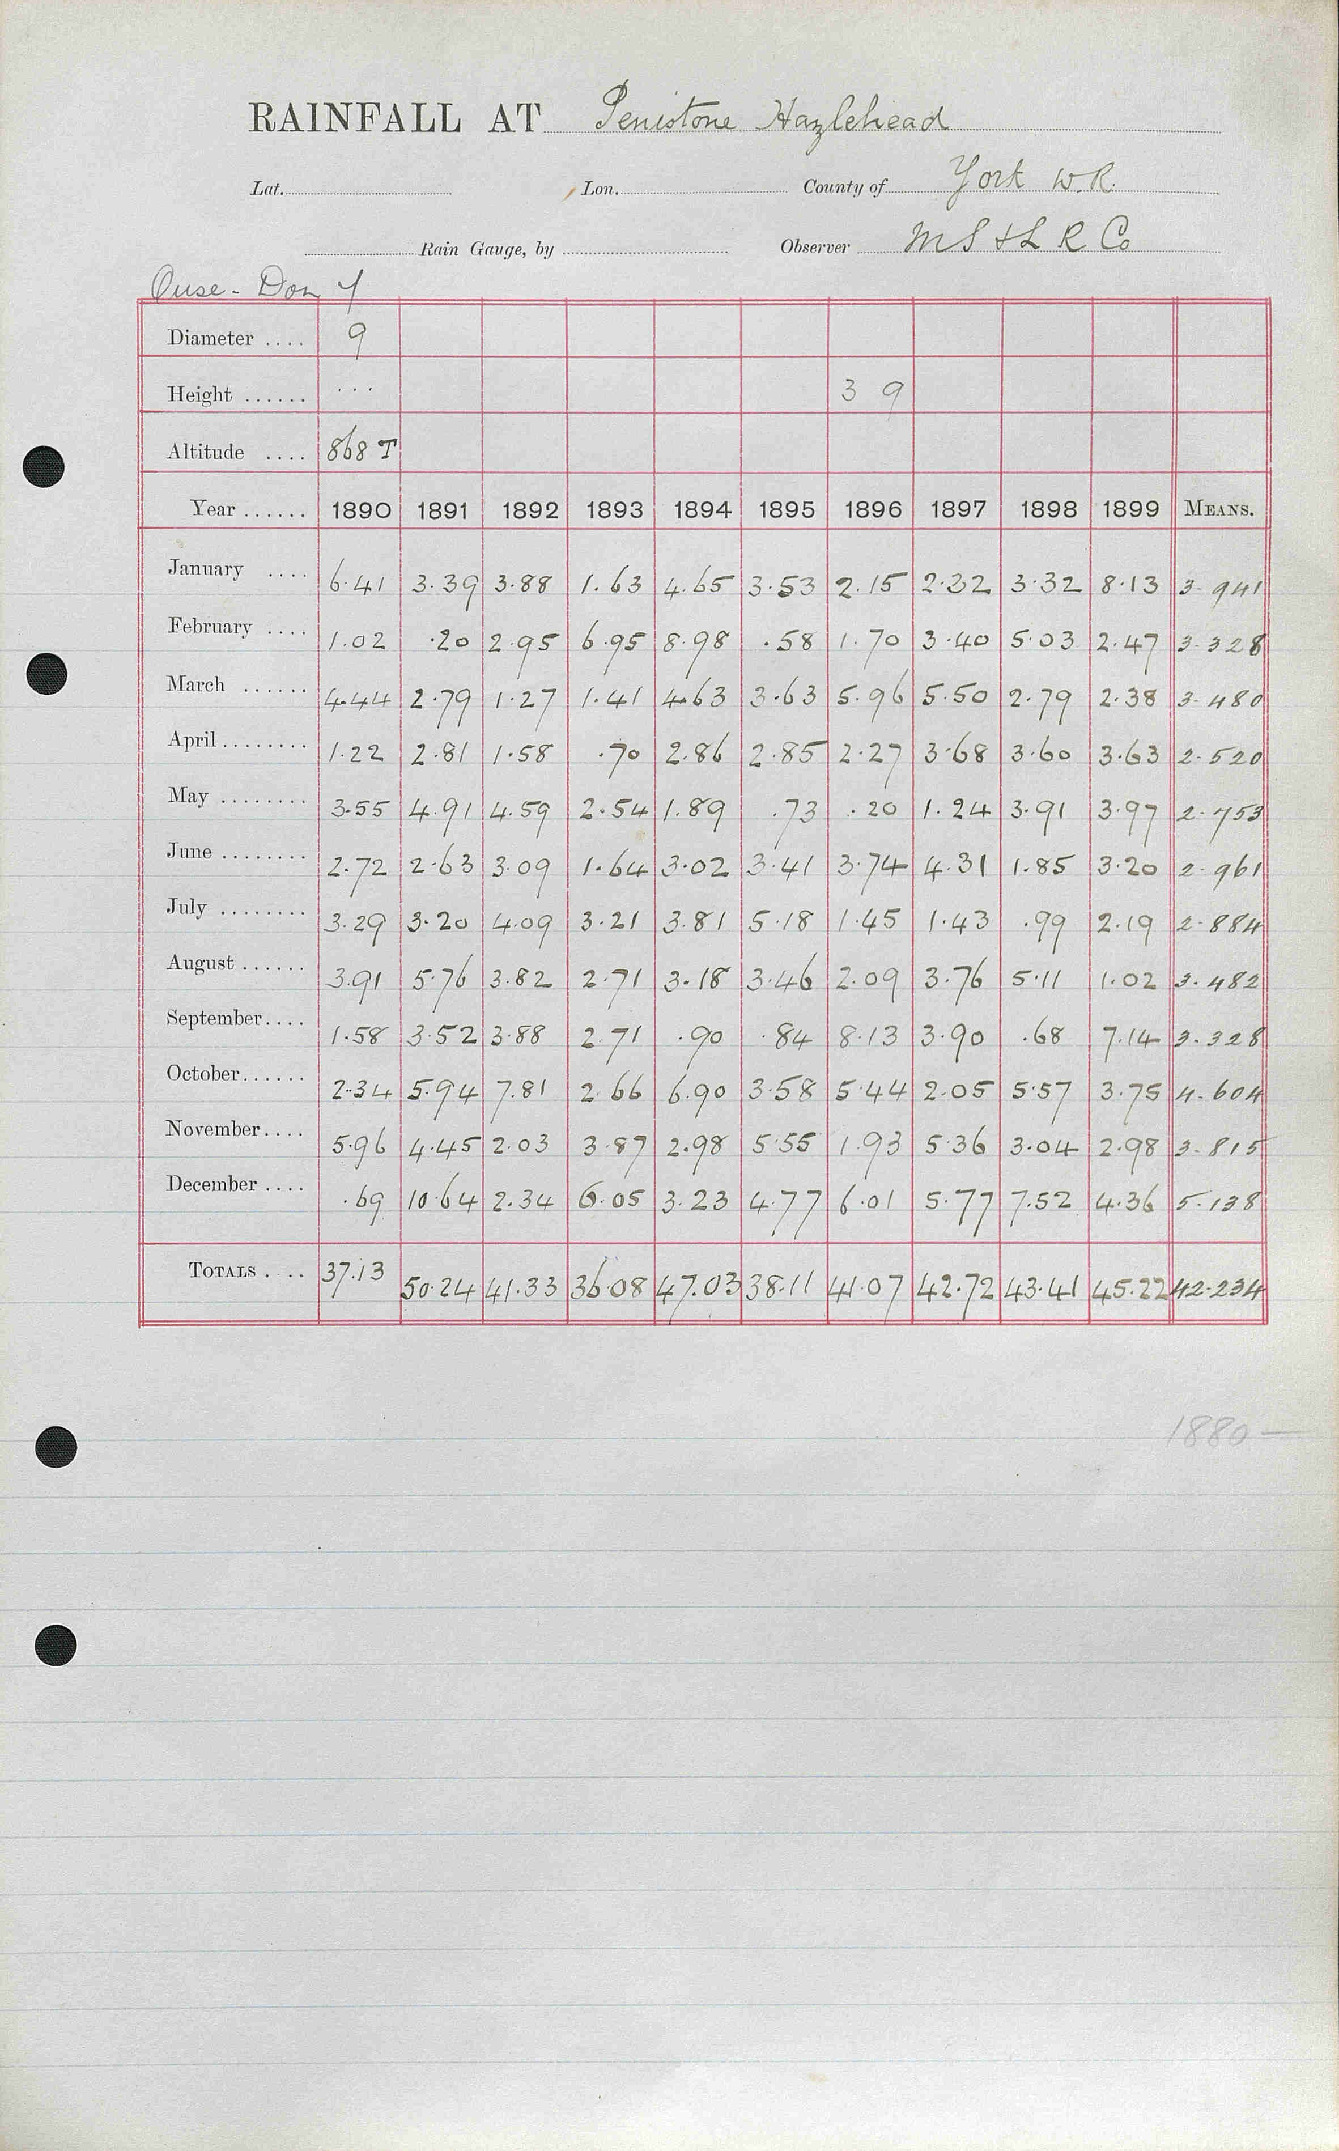 RAINFALL AT Penistone Hazlehead
Lat. Lon. County of York W.R.
Rain Gauge, by Observer M S & L R Co
Ouse - Don
Diameter .... 9
Height ...... ... 3 9
Altitude .... 868 T
Year ...... 1890 1891 1892 1893 1894 1895 1896 1897 1898 1899 MEANS.
January .... 6.41 3.39 3.88 1.63 4.65 3.53 2.15 2.32 3.32 8.13 3.941
February .... 1.02 .20 2.95 6.95 8.98 .58 1.70 3.40 5.03 2.47 3.328
March ...... 4.44 2.79 1.27 1.41 4.63 3.63 5.96 5.50 2.79 2.38 3.480
April ........ 1.22 2.81 1.58 .70 2.86 2.85 2.27 3.68 3.60 3.63 2.520
May ........ 3.55 4.91 4.59 2.54 1.89 .73 .20 1.24 3.91 3.97 2.753
June ........ 2.72 2.63 3.09 1.64 3.02 3.41 3.74 4.31 1.85 3.20 2.961
July ........ 3.29 3.20 4.09 3.21 3.81 5.18 1.45 1.43 .99 2.19 2.884
August ...... 3.91 5.76 3.82 2.71 3.18 3.46 2.09 3.76 5.11 1.02 3.482
September.... 1.58 3.52 3.88 2.71 .90 .84 8.13 3.90 .68 7.14 3.328
October...... 2.34 5.94 7.81 2.66 6.90 3.58 5.44 2.05 5.57 3.75 4.604
November.... 5.96 4.45 2.03 3.87 2.98 5.55 1.93 5.36 3.04 2.98 3.815
December .... .69 10.64 2.34 6.05 3.23 4.77 6.01 5.77 7.52 4.36 5.138
TOTALS . .. 37.13 50.24 41.33 36.08 47.03 38.11 41.07 42.72 43.41 45.22 42.234
1880 —